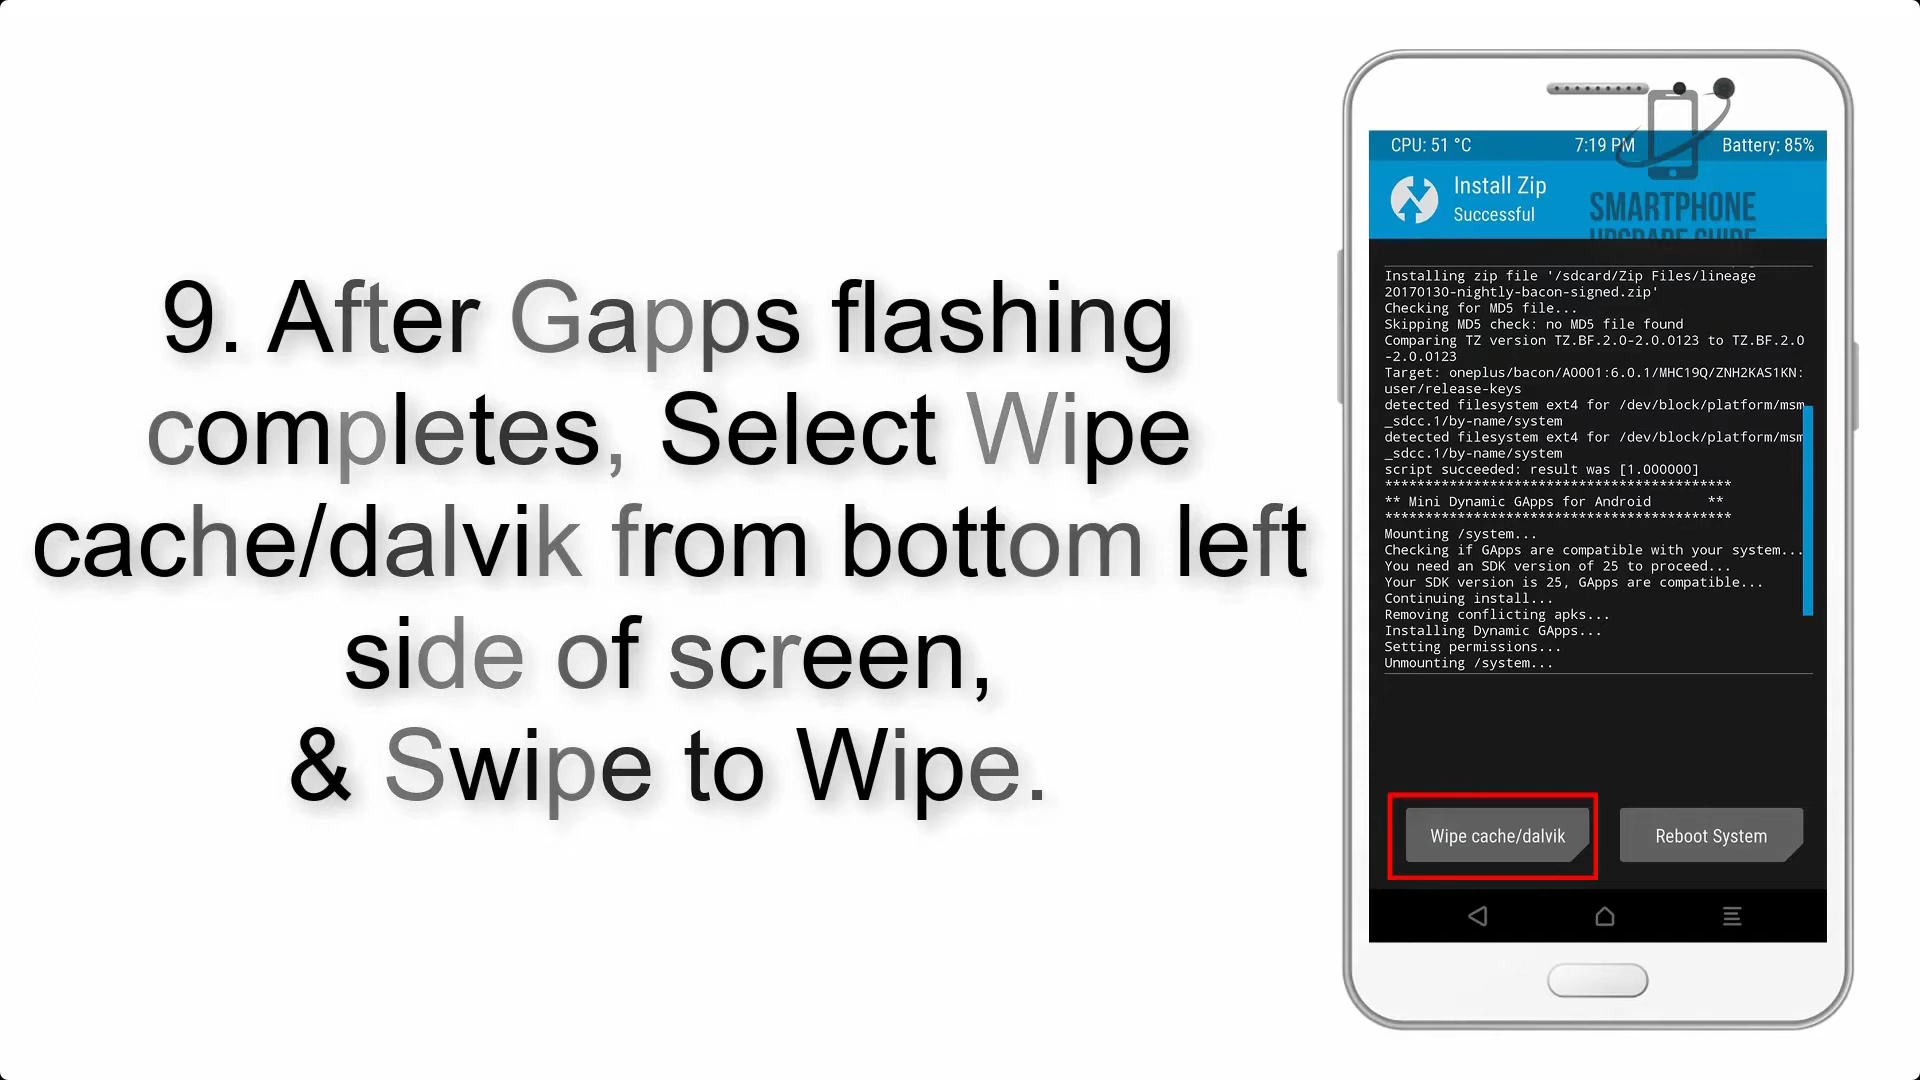 9. After Gapps flashing
completes, Select Wipe
cache/dalvik from bottom left
side of screen,
& Swipe to Wipe.
CPU: 51 °C 7:19 PM Battery: 85%
Install Zip
Successful
SMARTPHONE
UPGRADE GUIDE
Installing zip file '/sdcard/Zip Files/lineage
20170130-nightly-bacon-signed.zip'
Checking for MD5 file...
Skipping MD5 check: no MD5 file found
Comparing TZ version TZ.BF.2.0-2.0.0123 to TZ.BF.2.0
-2.0.0123
Target: oneplus/bacon/A0001:6.0.1/MHC19Q/ZNH2KAS1KN:
user/release-keys
detected filesystem ext4 for /dev/block/platform/msm
_sdcc.1/by-name/system
detected filesystem ext4 for /dev/block/platform/msm
_sdcc.1/by-name/system
script succeeded: result was [1.000000]
*******************************************
** Mini Dynamic GApps for Android       **
*******************************************
Mounting /system...
Checking if GApps are compatible with your system...
You need an SDK version of 25 to proceed...
Your SDK version is 25, GApps are compatible...
Continuing install...
Removing conflicting apks...
Installing Dynamic GApps...
Setting permissions...
Unmounting /system...
Wipe cache/dalvik Reboot System